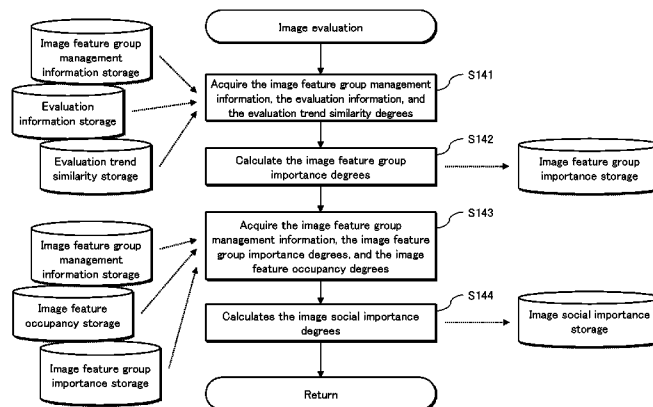 Image evaluation
Image feature group
management
information storage
Evaluation
information storage
Evaluation trend
similarity storage
S141
Acquire the image feature group management
information, the evaluation information, and
the evaluation trend similarity degrees
S142
Calculate the image feature group
importance degrees
Image feature group
importance storage
S143
Acquire the image feature group
management information, the image feature
group importance degrees, and the image
feature occupancy degrees
Image feature group
management
information storage
Image feature
occupancy storage
Image feature group
importance storage
S144
Calculates the image social importance
degrees
Image social importance
storage
Return